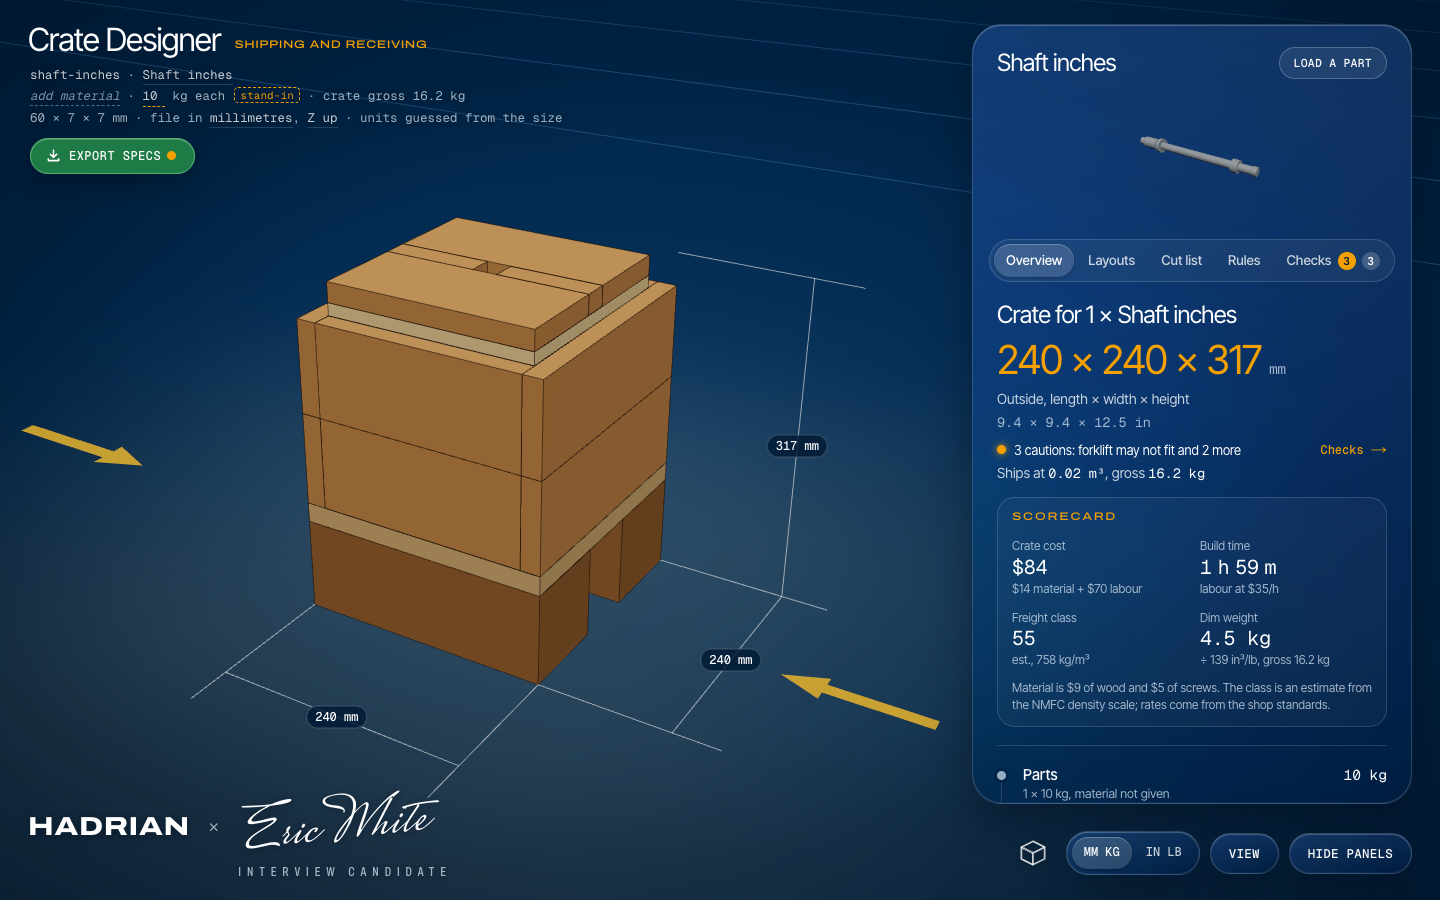 Crate Designer SHIPPING AND RECEIVING
shaft-inches · Shaft inches
add material · 10 kg each stand-in · crate gross 16.2 kg
60 × 7 × 7 mm · file in millimetres, Z up · units guessed from the size
EXPORT SPECS
317 mm
240 mm
240 mm
HADRIAN × Eric White
INTERVIEW CANDIDATE
Shaft inches LOAD A PART
Overview Layouts Cut list Rules Checks 3 3
Crate for 1 × Shaft inches
240 × 240 × 317 mm
Outside, length × width × height
9.4 × 9.4 × 12.5 in
3 cautions: forklift may not fit and 2 more Checks →
Ships at 0.02 m³, gross 16.2 kg
SCORECARD
Crate cost Build time
$84 1 h 59 m
$14 material + $70 labour labour at $35/h
Freight class Dim weight
55 4.5 kg
est., 758 kg/m³ ÷ 139 in³/lb, gross 16.2 kg
Material is $9 of wood and $5 of screws. The class is an estimate from
the NMFC density scale; rates come from the shop standards.
Parts 10 kg
1 × 10 kg, material not given
MM KG IN LB VIEW HIDE PANELS